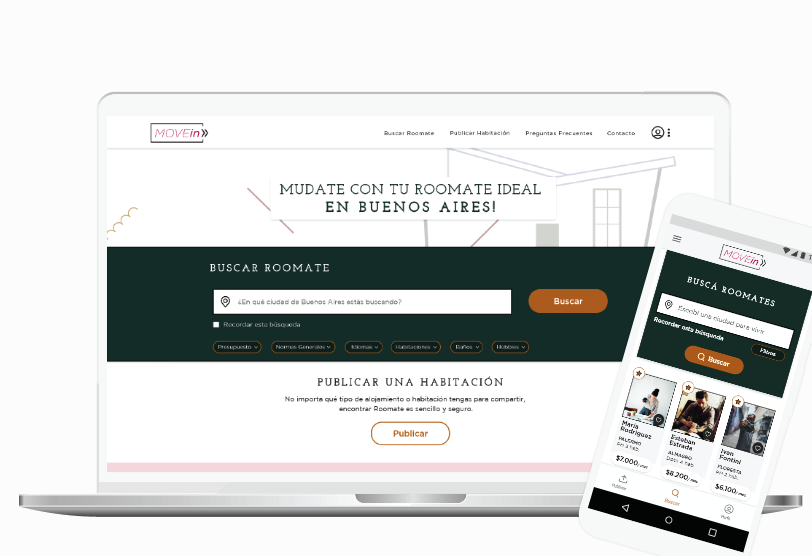 MOVEin
Buscar Roomate
Publicar Habitación
Preguntas Frecuentes
Contacto
MUDATE CON TU ROOMATE IDEAL
EN BUENOS AIRES!
BUSCAR ROOMATE
¿En qué ciudad de Buenos Aires estás buscando?
Buscar
Recordar esta búsqueda
Presupuesto
Normas Generales
Idiomas
Habitaciones
Baños
Hobbies
PUBLICAR UNA HABITACIÓN
No importa qué tipo de alojamiento o habitación tengas para compartir,
encontrar Roomate es sencillo y seguro.
Publicar
MOVEin
BUSCÁ ROOMATES
Escribí una ciudad para vivir
Recordar esta búsqueda
Filtros
Buscar
María
Rodriguez
PALERMO
PH 3 hab.
$7.000/mes
Esteban
Estrada
ALMAGRO
Dpto 2 hab.
$8.200/mes
Ivan
Fontini
FLORESTA
PH 2 hab.
$6.100/mes
Publicar
Buscar
Perfil